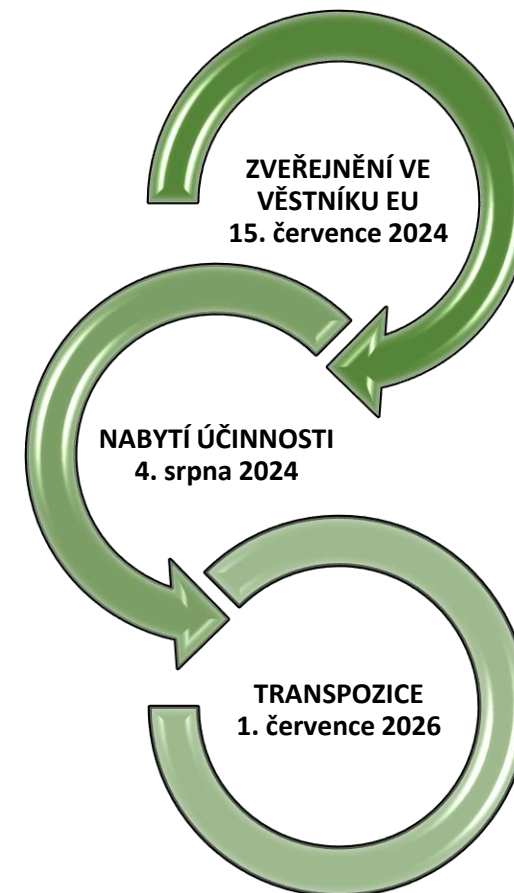 ZVEŘEJNĚNÍ VE
VĚSTNÍKU EU
15. července 2024
NABYTÍ ÚČINNOSTI
4. srpna 2024
TRANSPOZICE
1. července 2026